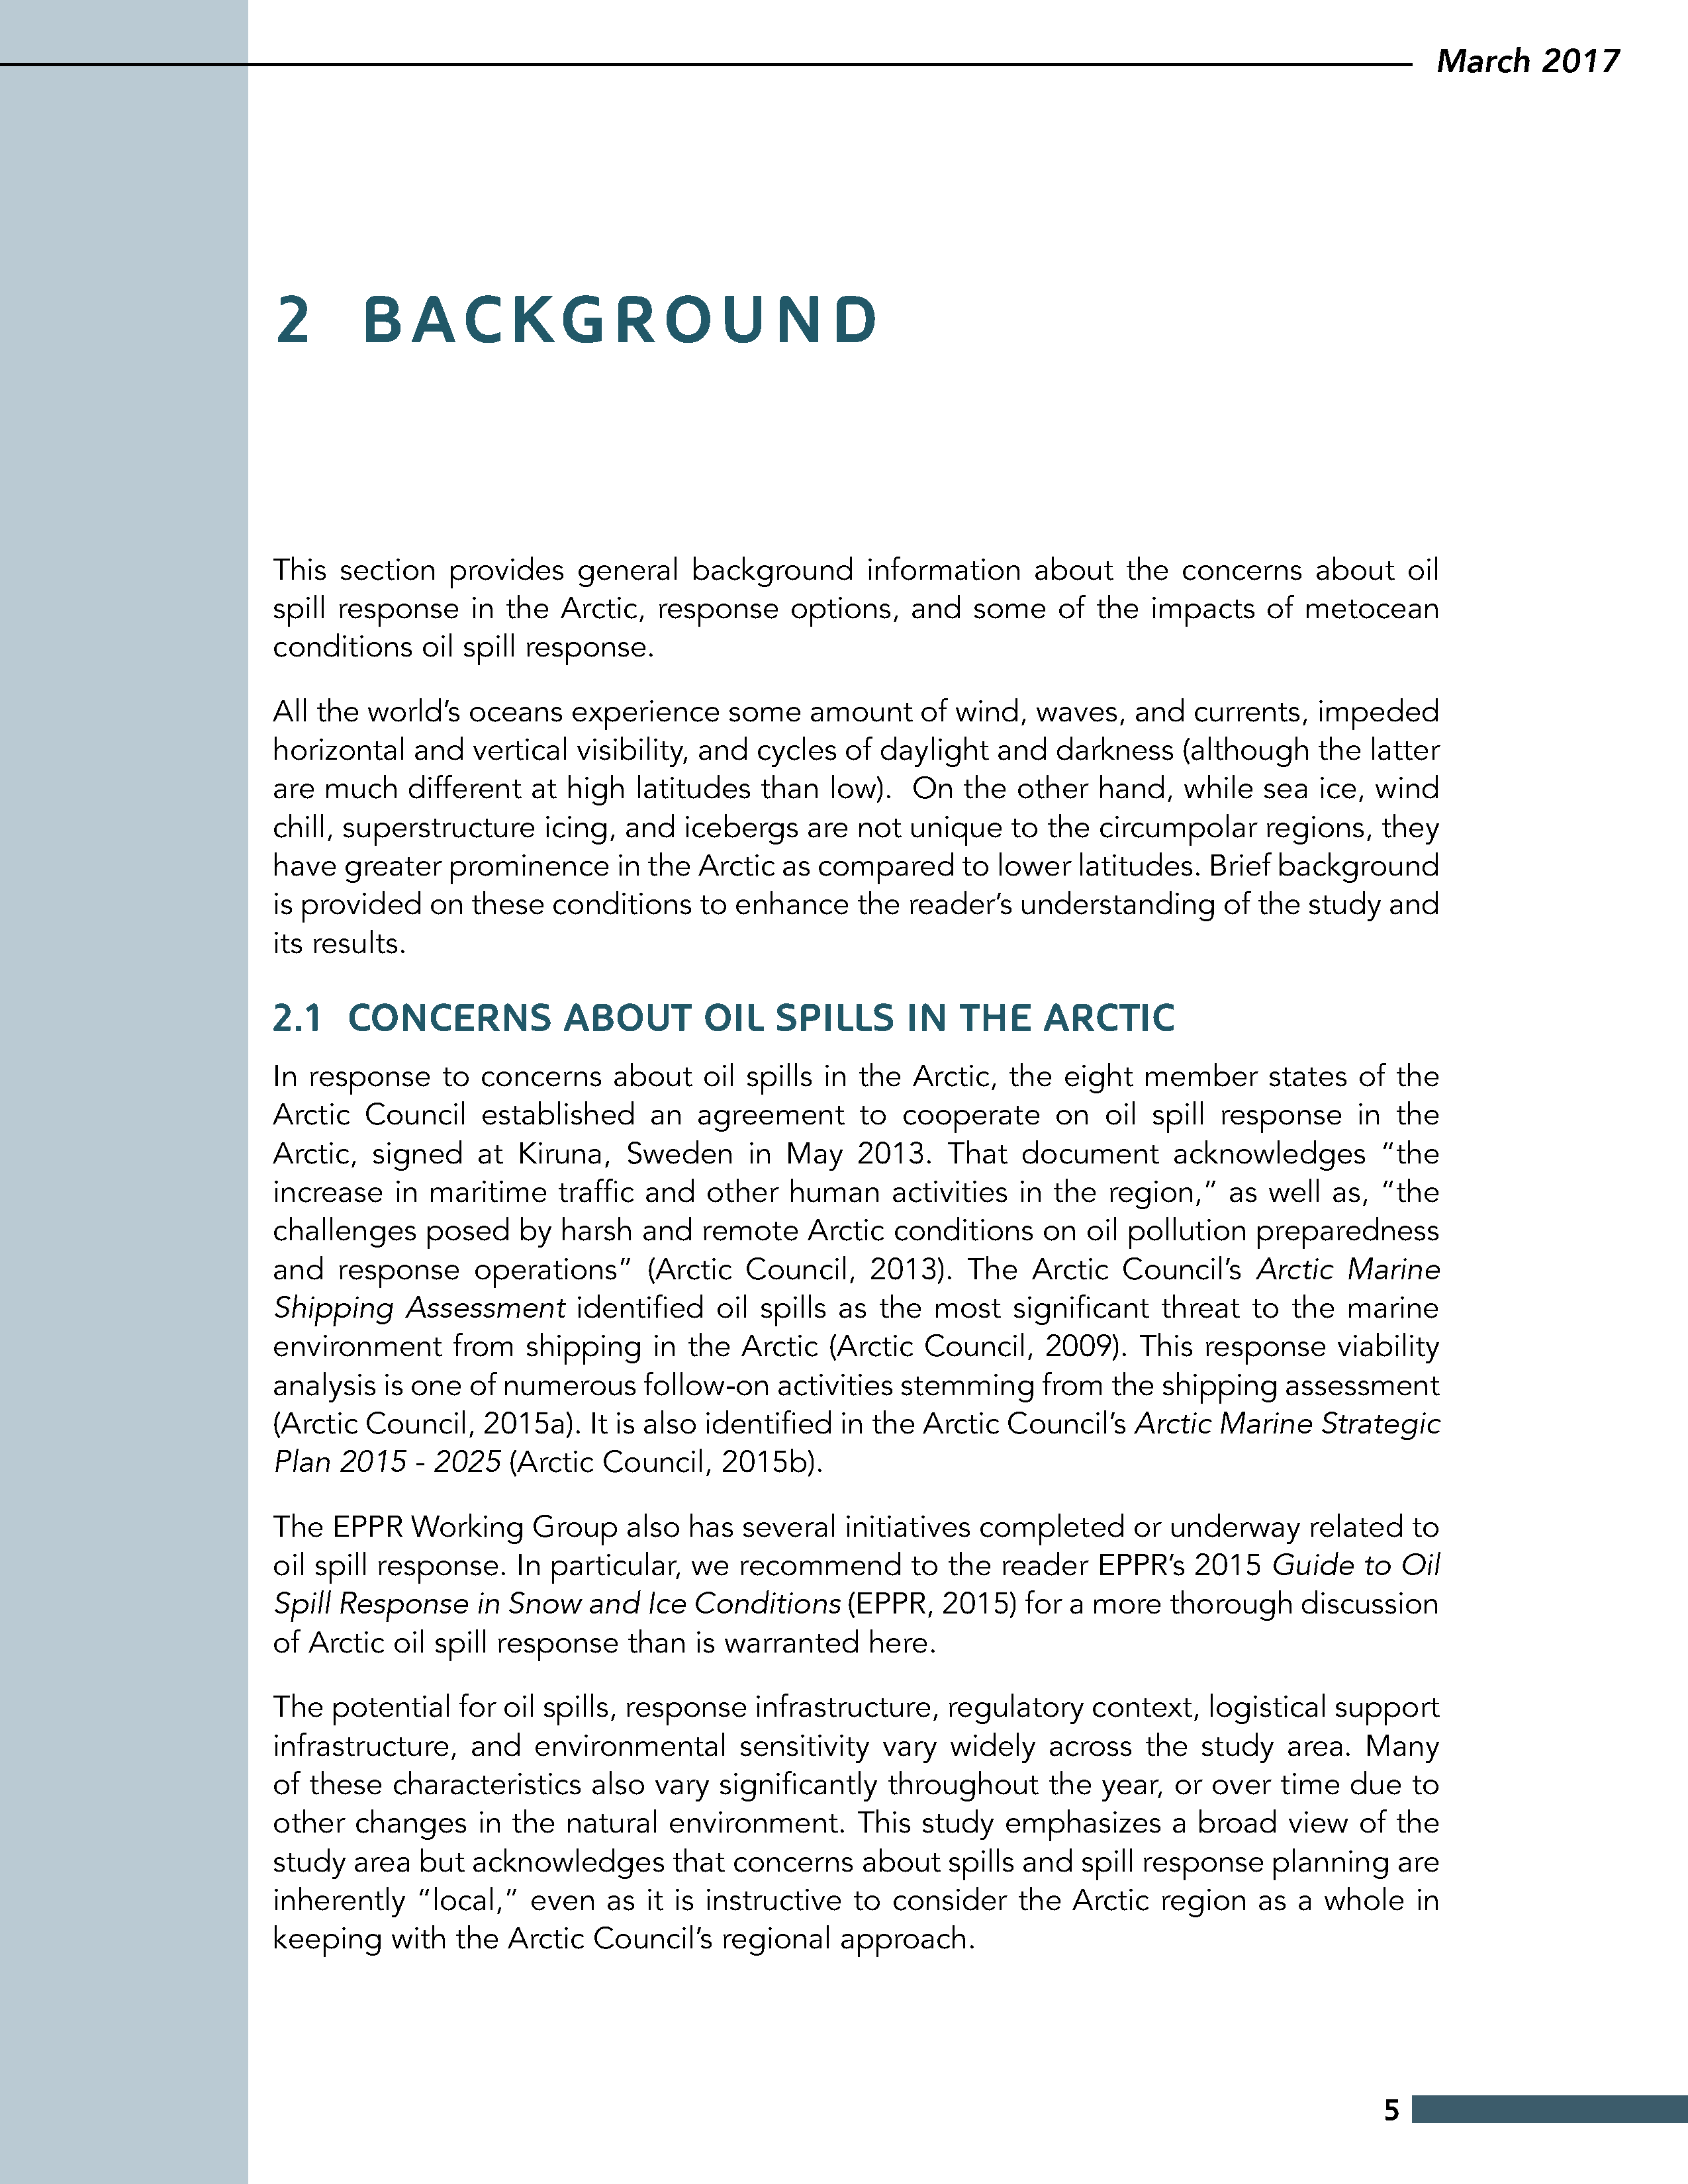 March 2017
2 BACKGROUND
This section provides general background information about the concerns about oil
spill response in the Arctic, response options, and some of the impacts of metocean
conditions oil spill response.
All the world’s oceans experience some amount of wind, waves, and currents, impeded
horizontal and vertical visibility, and cycles of daylight and darkness (although the latter
are much different at high latitudes than low).  On the other hand, while sea ice, wind
chill, superstructure icing, and icebergs are not unique to the circumpolar regions, they
have greater prominence in the Arctic as compared to lower latitudes. Brief background
is provided on these conditions to enhance the reader’s understanding of the study and
its results.
2.1 CONCERNS ABOUT OIL SPILLS IN THE ARCTIC
In response to concerns about oil spills in the Arctic, the eight member states of the
Arctic Council established an agreement to cooperate on oil spill response in the
Arctic, signed at Kiruna, Sweden in May 2013. That document acknowledges “the
increase in maritime traffic and other human activities in the region,” as well as, “the
challenges posed by harsh and remote Arctic conditions on oil pollution preparedness
and response operations” (Arctic Council, 2013). The Arctic Council’s Arctic Marine
Shipping Assessment identified oil spills as the most significant threat to the marine
environment from shipping in the Arctic (Arctic Council, 2009). This response viability
analysis is one of numerous follow-on activities stemming from the shipping assessment
(Arctic Council, 2015a). It is also identified in the Arctic Council’s Arctic Marine Strategic
Plan 2015 - 2025 (Arctic Council, 2015b).
The EPPR Working Group also has several initiatives completed or underway related to
oil spill response. In particular, we recommend to the reader EPPR’s 2015 Guide to Oil
Spill Response in Snow and Ice Conditions (EPPR, 2015) for a more thorough discussion
of Arctic oil spill response than is warranted here.
The potential for oil spills, response infrastructure, regulatory context, logistical support
infrastructure, and environmental sensitivity vary widely across the study area. Many
of these characteristics also vary significantly throughout the year, or over time due to
other changes in the natural environment. This study emphasizes a broad view of the
study area but acknowledges that concerns about spills and spill response planning are
inherently “local,” even as it is instructive to consider the Arctic region as a whole in
keeping with the Arctic Council’s regional approach.
5